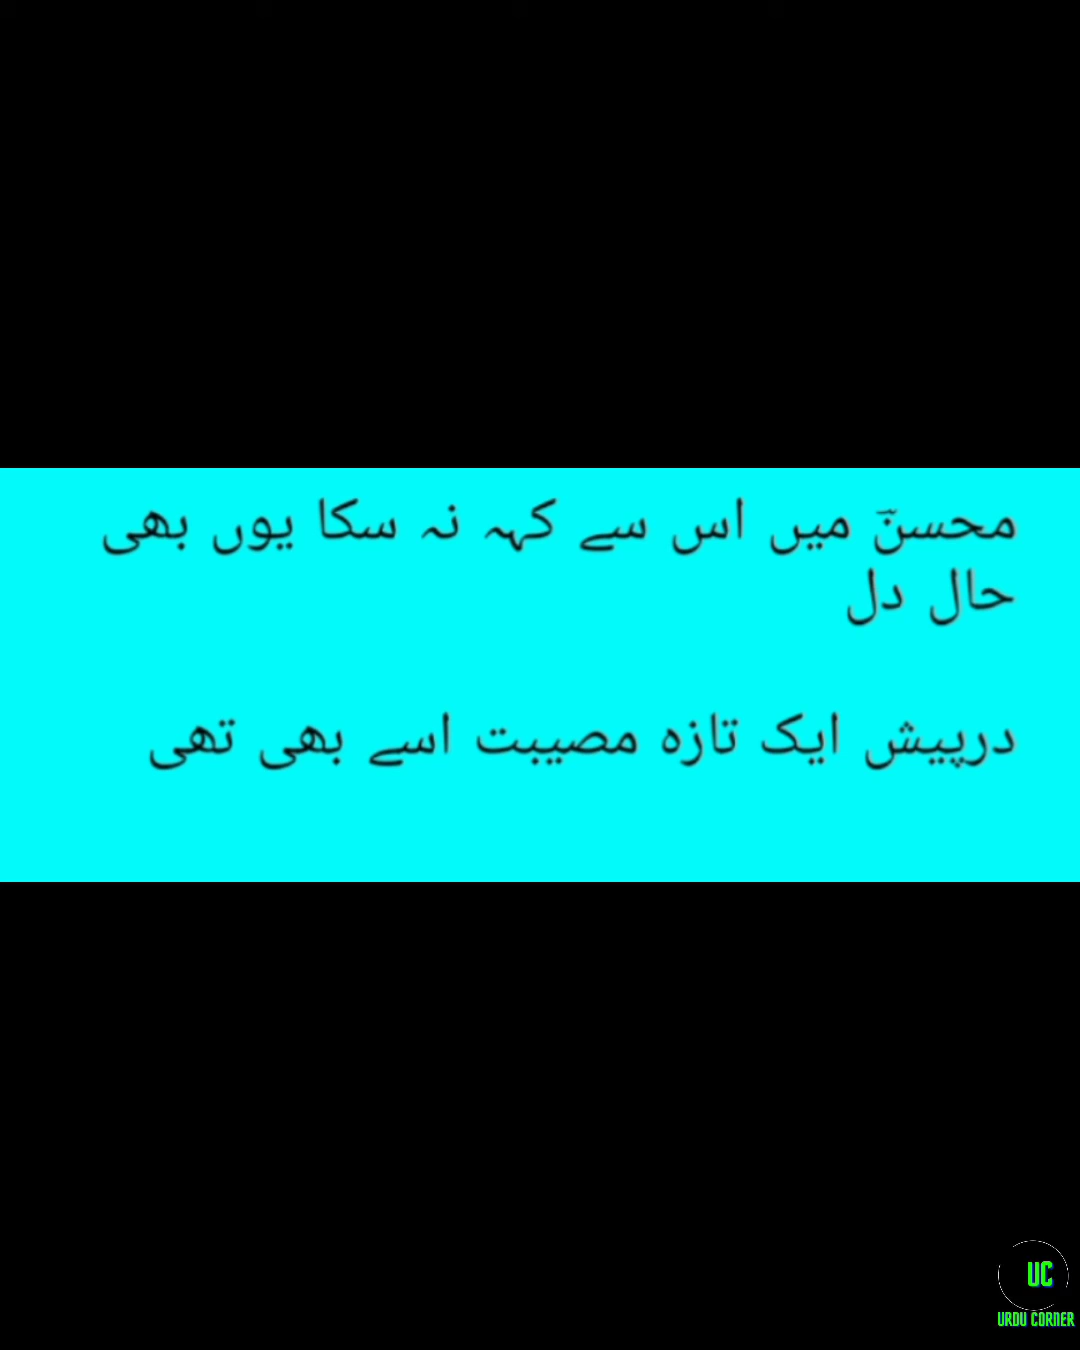 محسنؔ میں اس سے کہہ نہ سکا یوں بھی
حال دل
درپیش ایک تازہ مصیبت اسے بھی تھی
UC
URDU CORNER